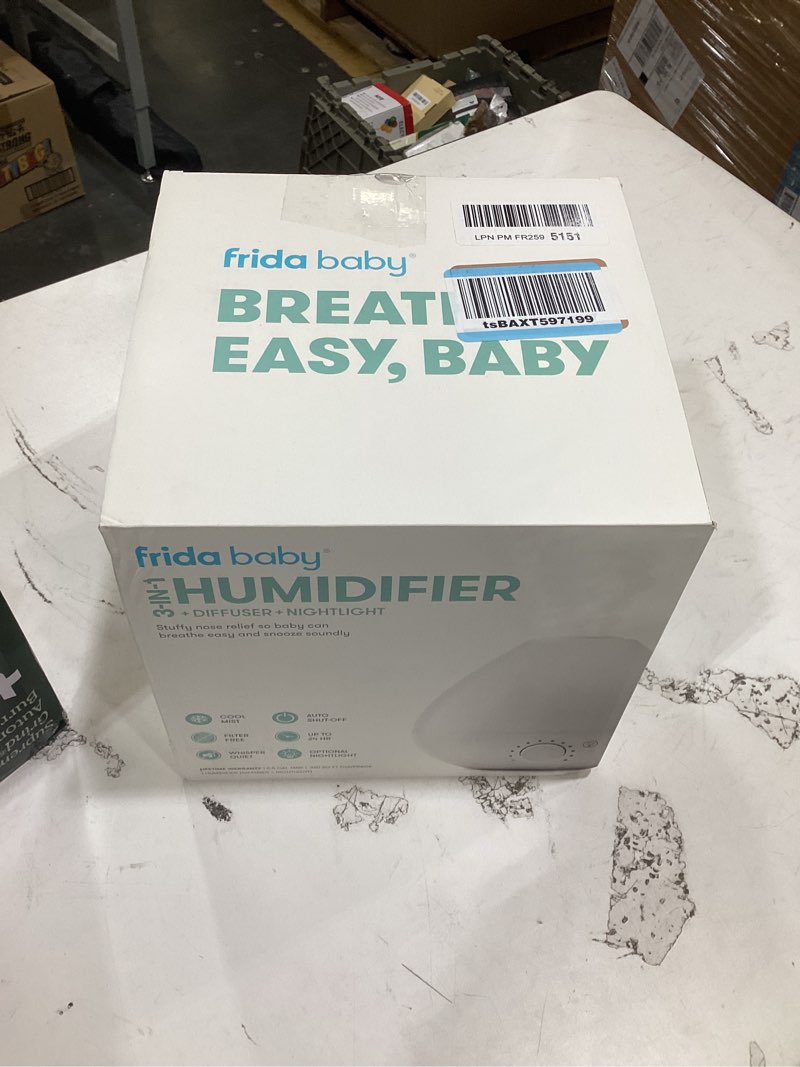 LPN PM FR259 5151
frida baby®
BREAT
tsBAXT597199
EASY, BABY
frida baby®
3-IN-1
HUMIDIFIER
+ DIFFUSER + NIGHTLIGHT
Stuffy nose relief so baby can
breathe easy and snooze soundly
COOL
MIST
AUTO
SHUT-OFF
FILTER
FREE
UP TO
24 HR
WHISPER
QUIET
OPTIONAL
NIGHTLIGHT
LIFETIME WARRANTY